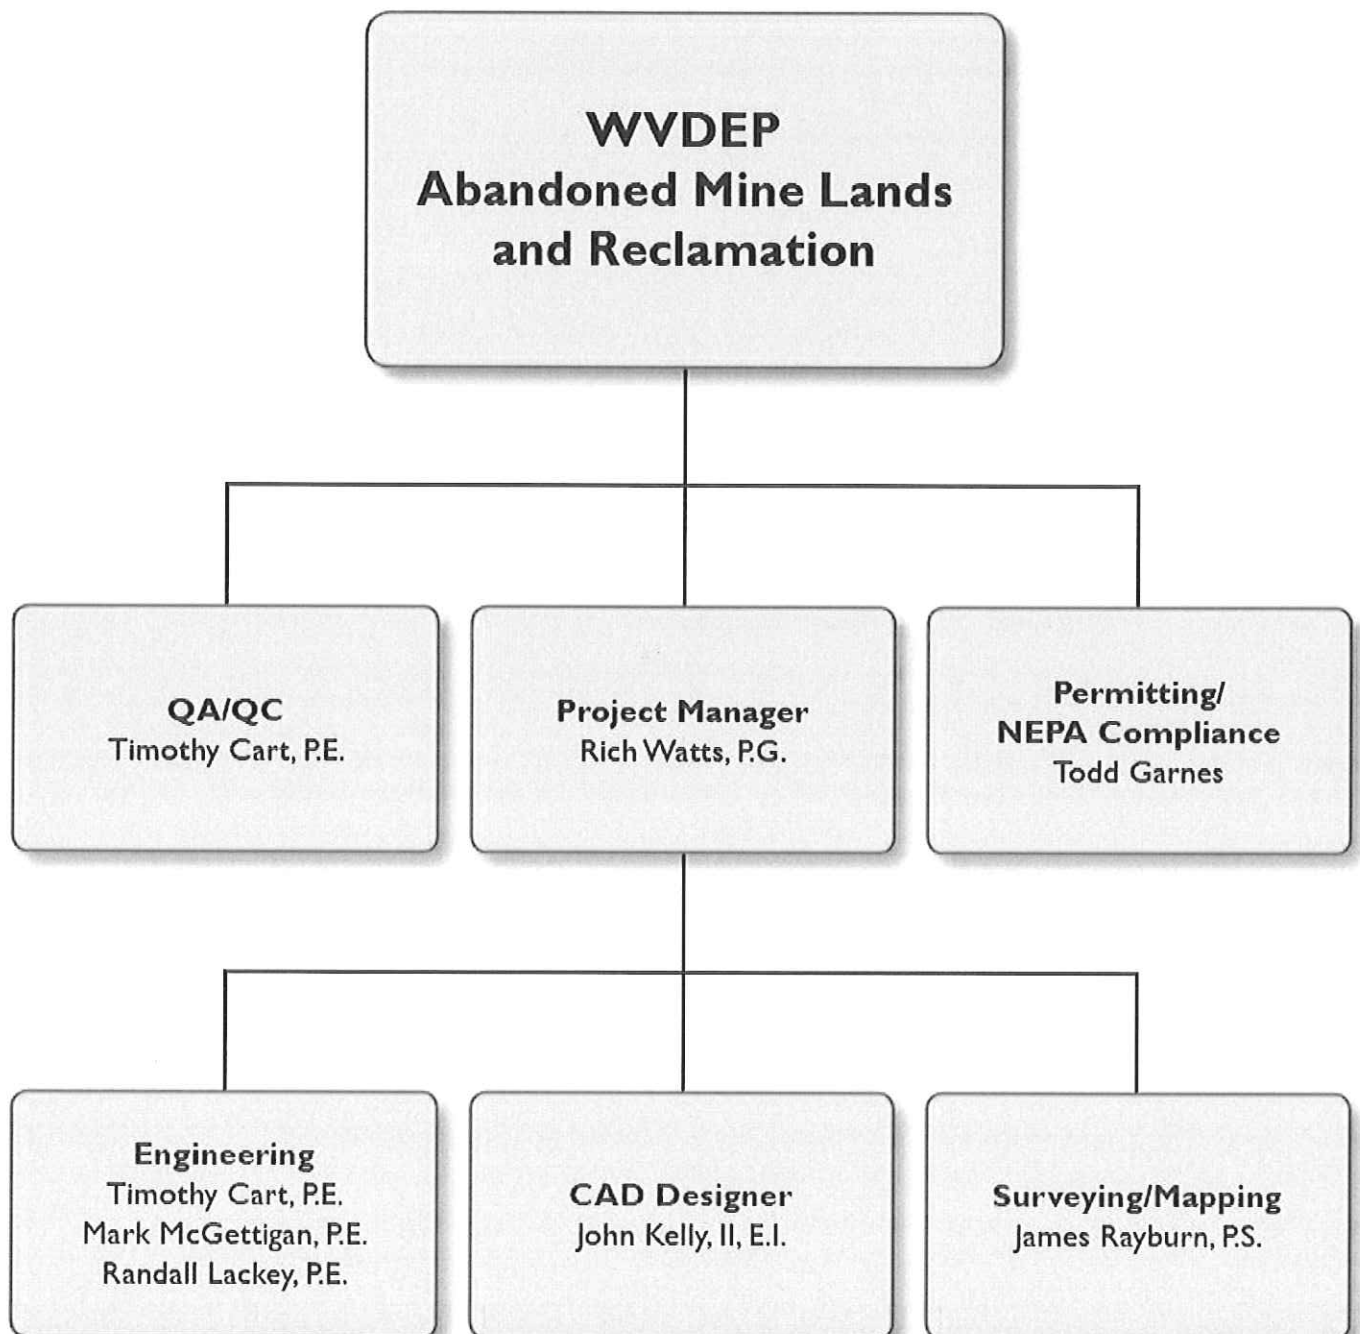 WVDEP
Abandoned Mine Lands
and Reclamation
QA/QC
Timothy Cart, P.E.
Project Manager
Rich Watts, P.G.
Permitting/
NEPA Compliance
Todd Garnes
Engineering
Timothy Cart, P.E.
Mark McGettigan, P.E.
Randall Lackey, P.E.
CAD Designer
John Kelly, II, E.I.
Surveying/Mapping
James Rayburn, P.S.